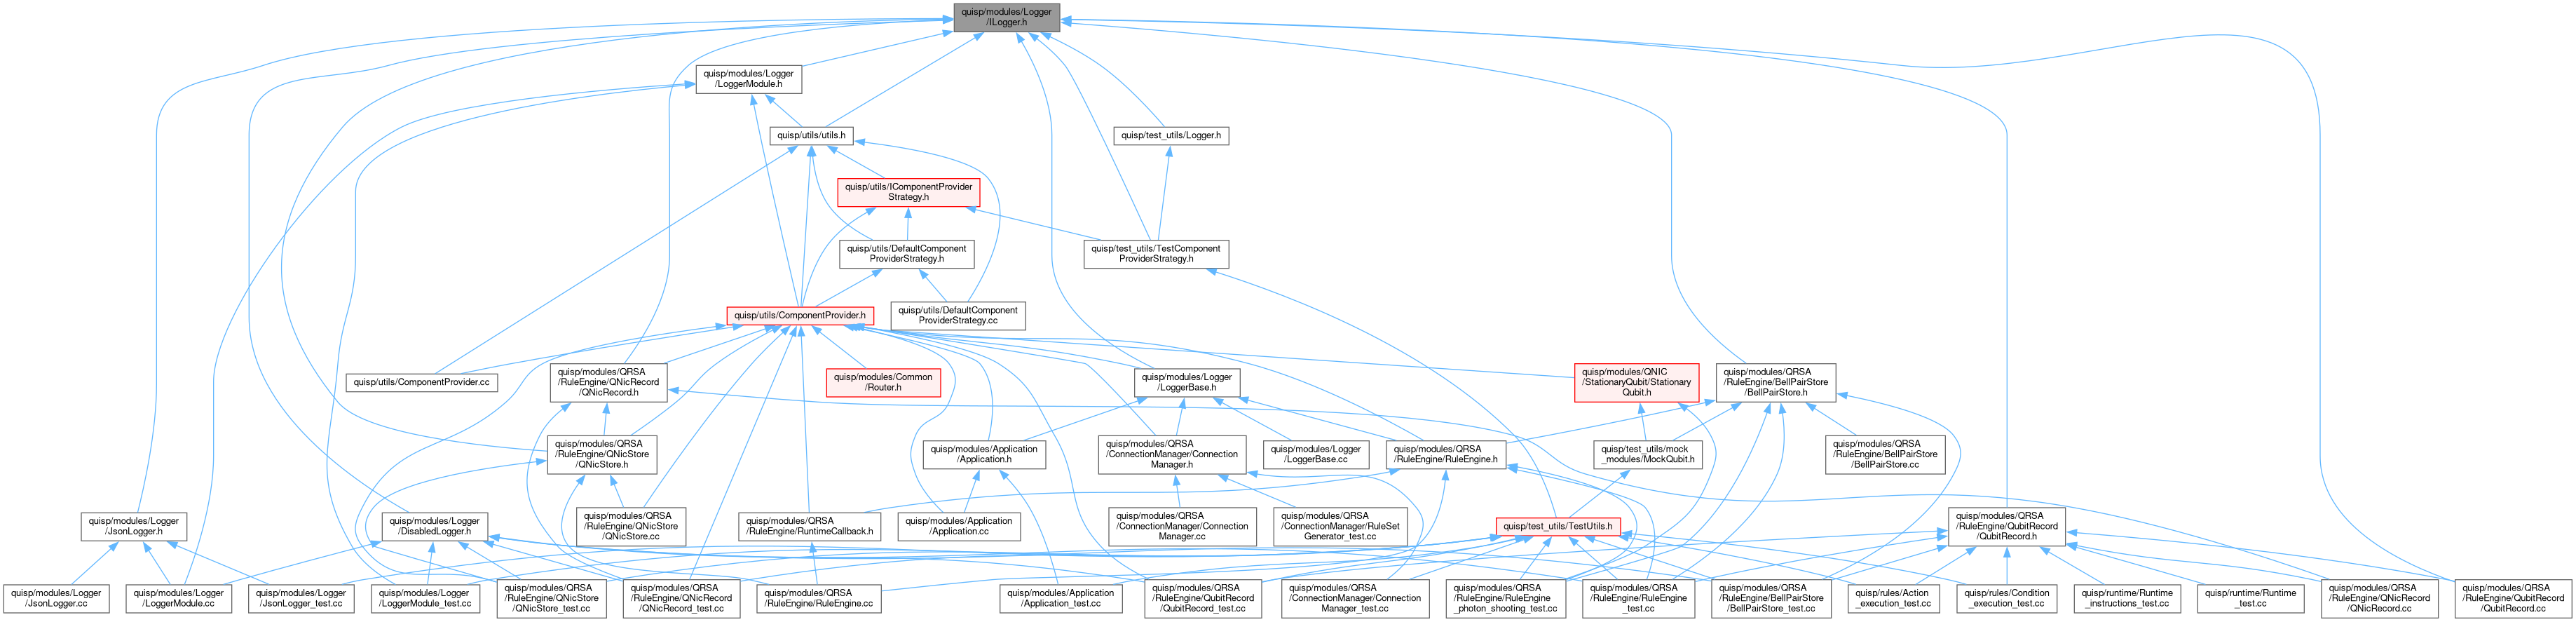 quisp/modules/Logger
/ILogger.h
quisp/modules/Logger
/LoggerModule.h
quisp/utils/utils.h
quisp/test_utils/Logger.h
quisp/utils/IComponentProvider
Strategy.h
quisp/utils/DefaultComponent
ProviderStrategy.h
quisp/test_utils/TestComponent
ProviderStrategy.h
quisp/utils/ComponentProvider.h
quisp/utils/DefaultComponent
ProviderStrategy.cc
quisp/utils/ComponentProvider.cc
quisp/modules/QRSA
/RuleEngine/QNicRecord
/QNicRecord.h
quisp/modules/Common
/Router.h
quisp/modules/Logger
/LoggerBase.h
quisp/modules/QNIC
/StationaryQubit/Stationary
Qubit.h
quisp/modules/QRSA
/RuleEngine/BellPairStore
/BellPairStore.h
quisp/modules/QRSA
/RuleEngine/QNicStore
/QNicStore.h
quisp/modules/Application
/Application.h
quisp/modules/QRSA
/ConnectionManager/Connection
Manager.h
quisp/modules/Logger
/LoggerBase.cc
quisp/modules/QRSA
/RuleEngine/RuleEngine.h
quisp/test_utils/mock
_modules/MockQubit.h
quisp/modules/QRSA
/RuleEngine/BellPairStore
/BellPairStore.cc
quisp/modules/Logger
/JsonLogger.h
quisp/modules/Logger
/DisabledLogger.h
quisp/modules/QRSA
/RuleEngine/QNicStore
/QNicStore.cc
quisp/modules/QRSA
/RuleEngine/RuntimeCallback.h
quisp/modules/Application
/Application.cc
quisp/modules/QRSA
/ConnectionManager/Connection
Manager.cc
quisp/modules/QRSA
/ConnectionManager/RuleSet
Generator_test.cc
quisp/test_utils/TestUtils.h
quisp/modules/QRSA
/RuleEngine/QubitRecord
/QubitRecord.h
quisp/modules/Logger
/JsonLogger.cc
quisp/modules/Logger
/LoggerModule.cc
quisp/modules/Logger
/JsonLogger_test.cc
quisp/modules/Logger
/LoggerModule_test.cc
quisp/modules/QRSA
/RuleEngine/QNicStore
/QNicStore_test.cc
quisp/modules/QRSA
/RuleEngine/QNicRecord
/QNicRecord_test.cc
quisp/modules/QRSA
/RuleEngine/RuleEngine.cc
quisp/modules/Application
/Application_test.cc
quisp/modules/QRSA
/RuleEngine/QubitRecord
/QubitRecord_test.cc
quisp/modules/QRSA
/ConnectionManager/Connection
Manager_test.cc
quisp/modules/QRSA
/RuleEngine/RuleEngine
_photon_shooting_test.cc
quisp/modules/QRSA
/RuleEngine/RuleEngine
_test.cc
quisp/modules/QRSA
/RuleEngine/BellPairStore
/BellPairStore_test.cc
quisp/rules/Action
_execution_test.cc
quisp/rules/Condition
_execution_test.cc
quisp/runtime/Runtime
_instructions_test.cc
quisp/runtime/Runtime
_test.cc
quisp/modules/QRSA
/RuleEngine/QNicRecord
/QNicRecord.cc
quisp/modules/QRSA
/RuleEngine/QubitRecord
/QubitRecord.cc